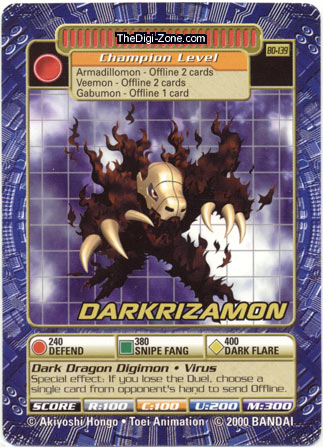 TheDigi-Zone.com
BO-139
Champion Level
Armadillomon - Offline 2 cards
Veemon - Offline 2 cards
Gabumon - Offline 1 card
DARKRIZAMON
240 DEFEND 380 SNIPE FANG 400 DARK FLARE
Dark Dragon Digimon • Virus
Special effect: If you lose the Duel, choose a
single card from opponent's hand to send Offline.
SCORE R:100 C:100 U:200 M:300
© Akiyoshi Hongo • Toei Animation © 2000 BANDAI